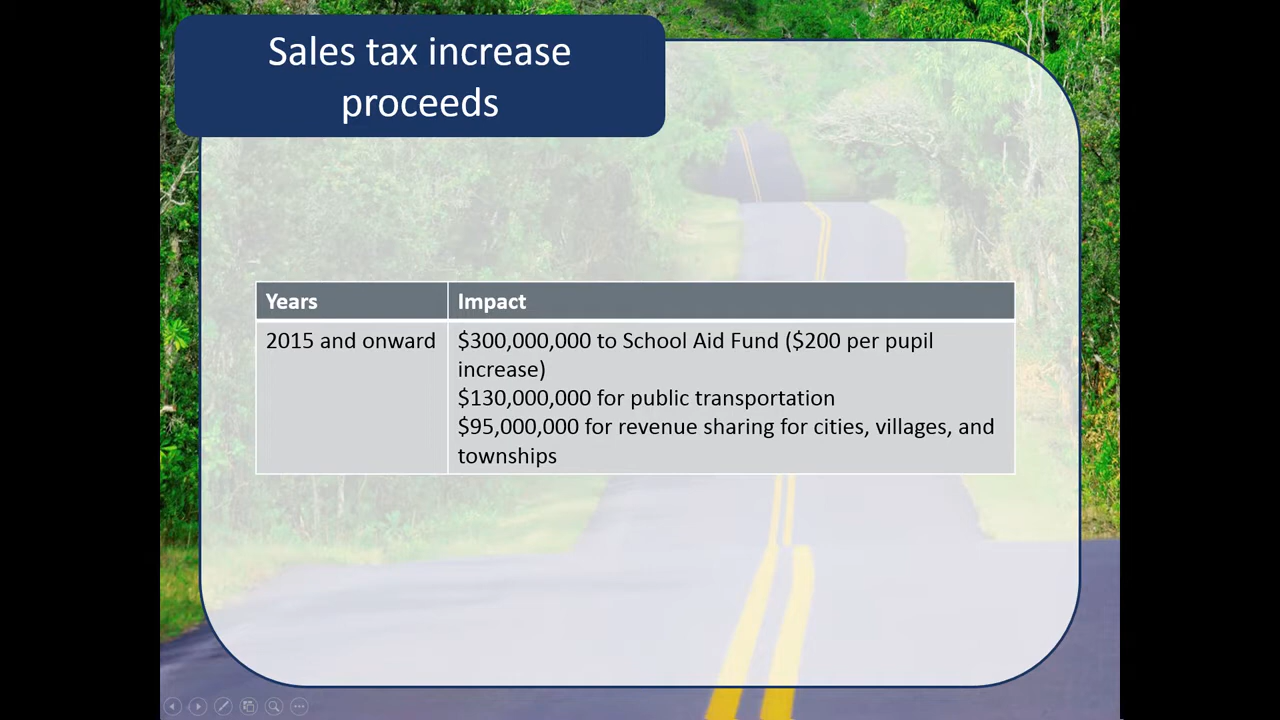 Sales tax increase
proceeds
Years
Impact
2015 and onward
$300,000,000 to School Aid Fund ($200 per pupil
increase)
$130,000,000 for public transportation
$95,000,000 for revenue sharing for cities, villages, and
townships